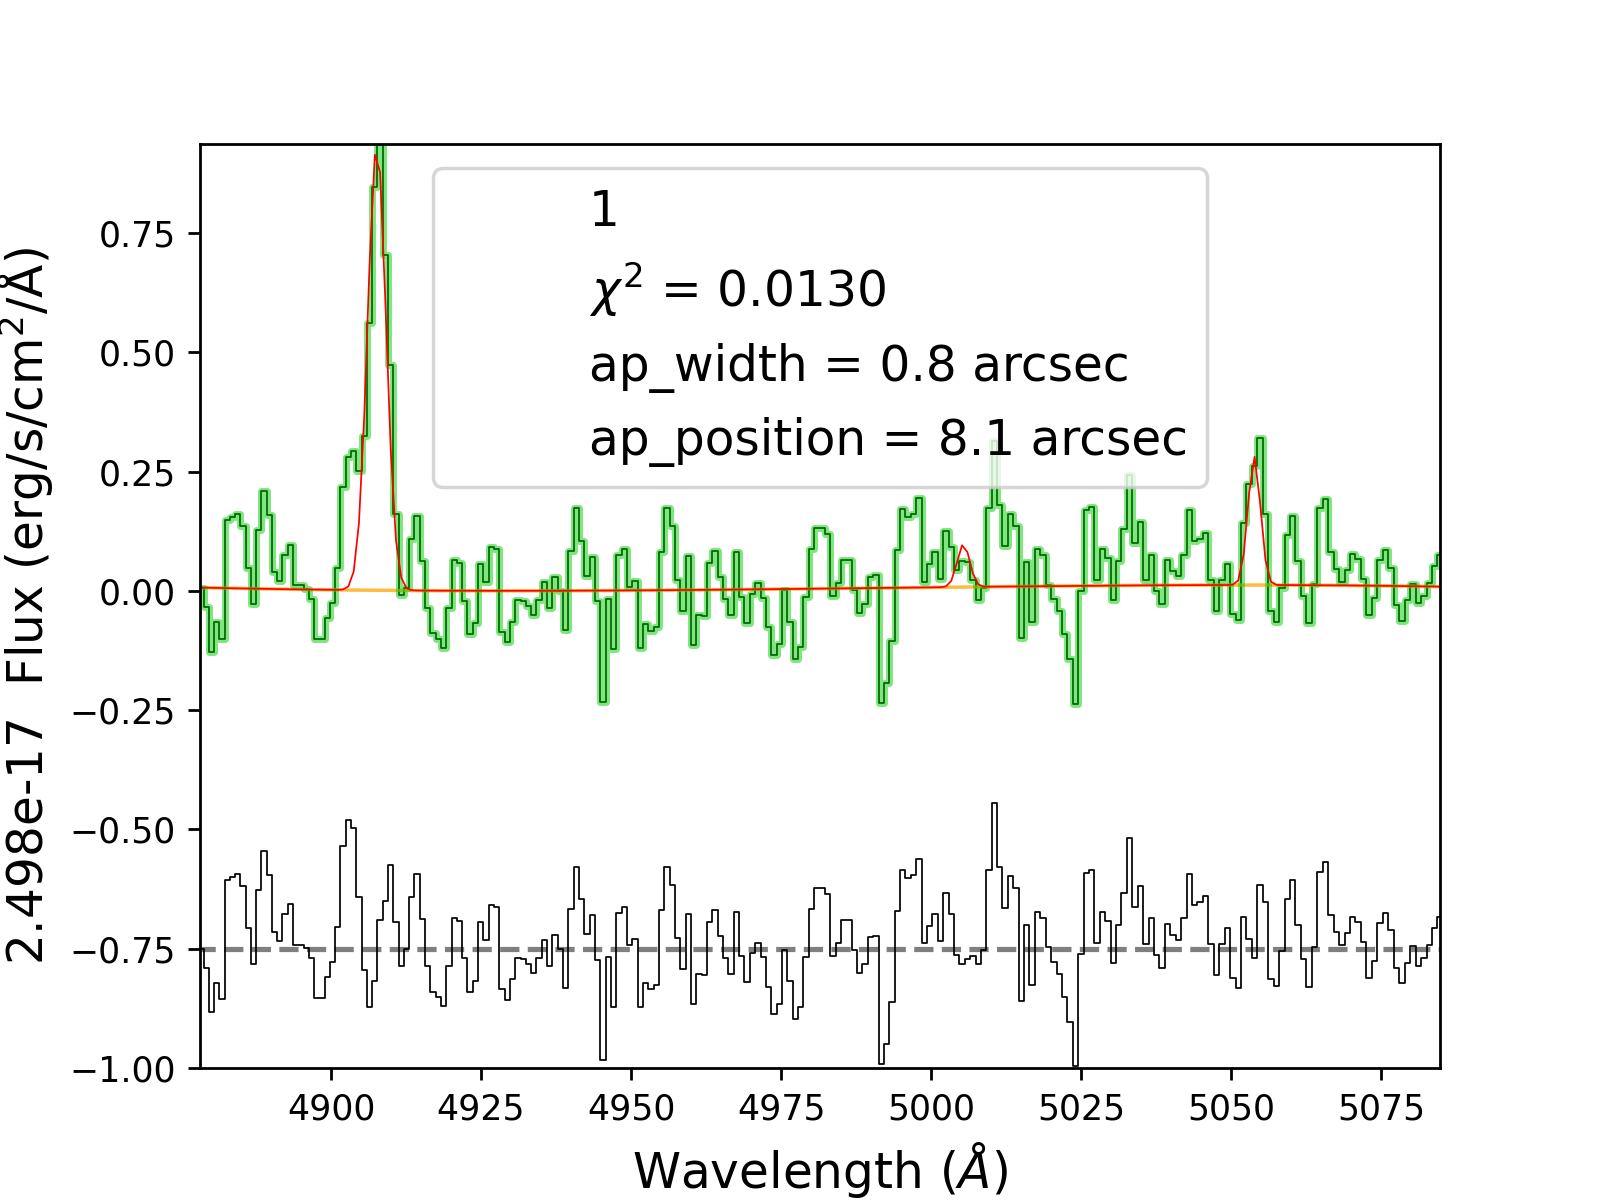 1
χ² = 0.0130
ap_width = 0.8 arcsec
ap_position = 8.1 arcsec
2.498e-17 Flux (erg/s/cm²/Å)
0.75
0.50
0.25
0.00
−0.25
−0.50
−0.75
−1.00
4900 4925 4950 4975 5000 5025 5050 5075
Wavelength (Å)